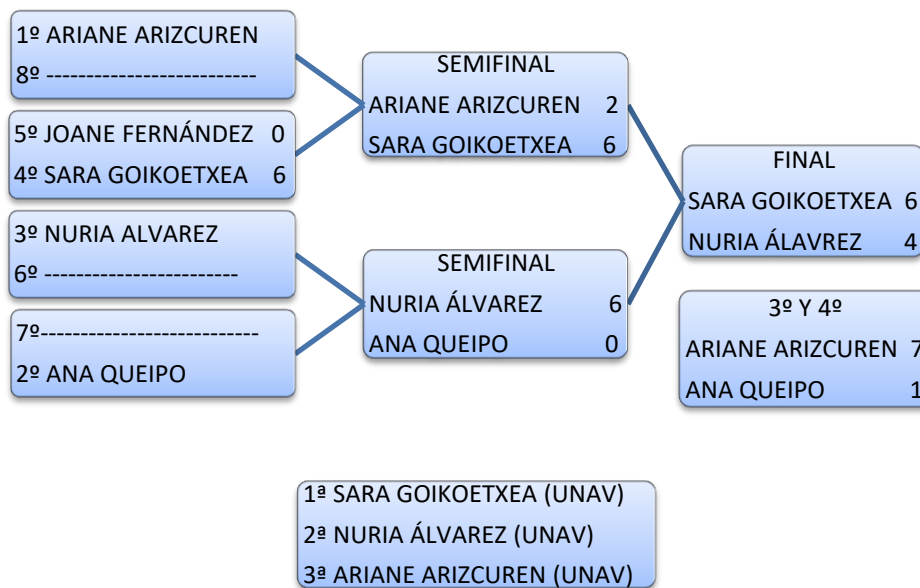 1º ARIANE ARIZCUREN
8º --------------------------
5º JOANE FERNÁNDEZ 0
4º SARA GOIKOETXEA 6
3º NURIA ALVAREZ
6º ------------------------
7º---------------------------
2º ANA QUEIPO
SEMIFINAL
ARIANE ARIZCUREN 2
SARA GOIKOETXEA 6
SEMIFINAL
NURIA ÁLVAREZ 6
ANA QUEIPO 0
FINAL
SARA GOIKOETXEA 6
NURIA ÁLAVREZ 4
3º Y 4º
ARIANE ARIZCUREN 7
ANA QUEIPO 1
1ª SARA GOIKOETXEA (UNAV)
2ª NURIA ÁLVAREZ (UNAV)
3ª ARIANE ARIZCUREN (UNAV)